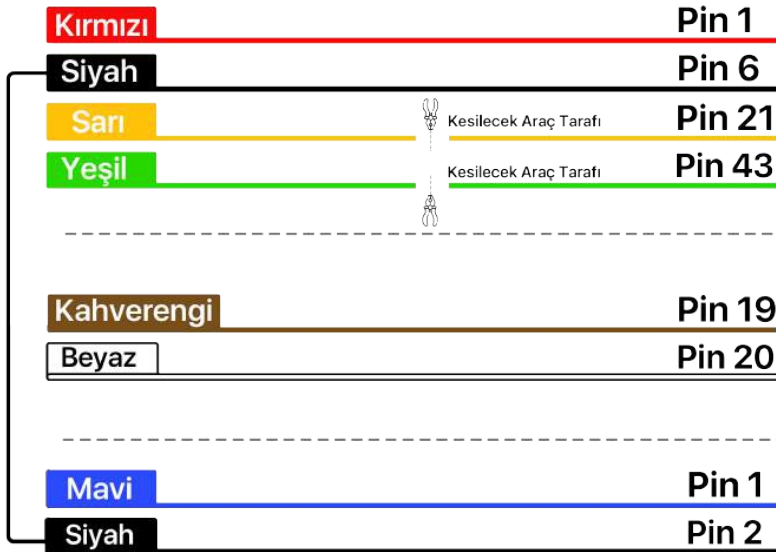 Kırmızı Pin 1
Siyah Pin 6
Sarı Kesilecek Araç Tarafı Pin 21
Yeşil Kesilecek Araç Tarafı Pin 43
Kahverengi Pin 19
Beyaz Pin 20
Mavi Pin 1
Siyah Pin 2